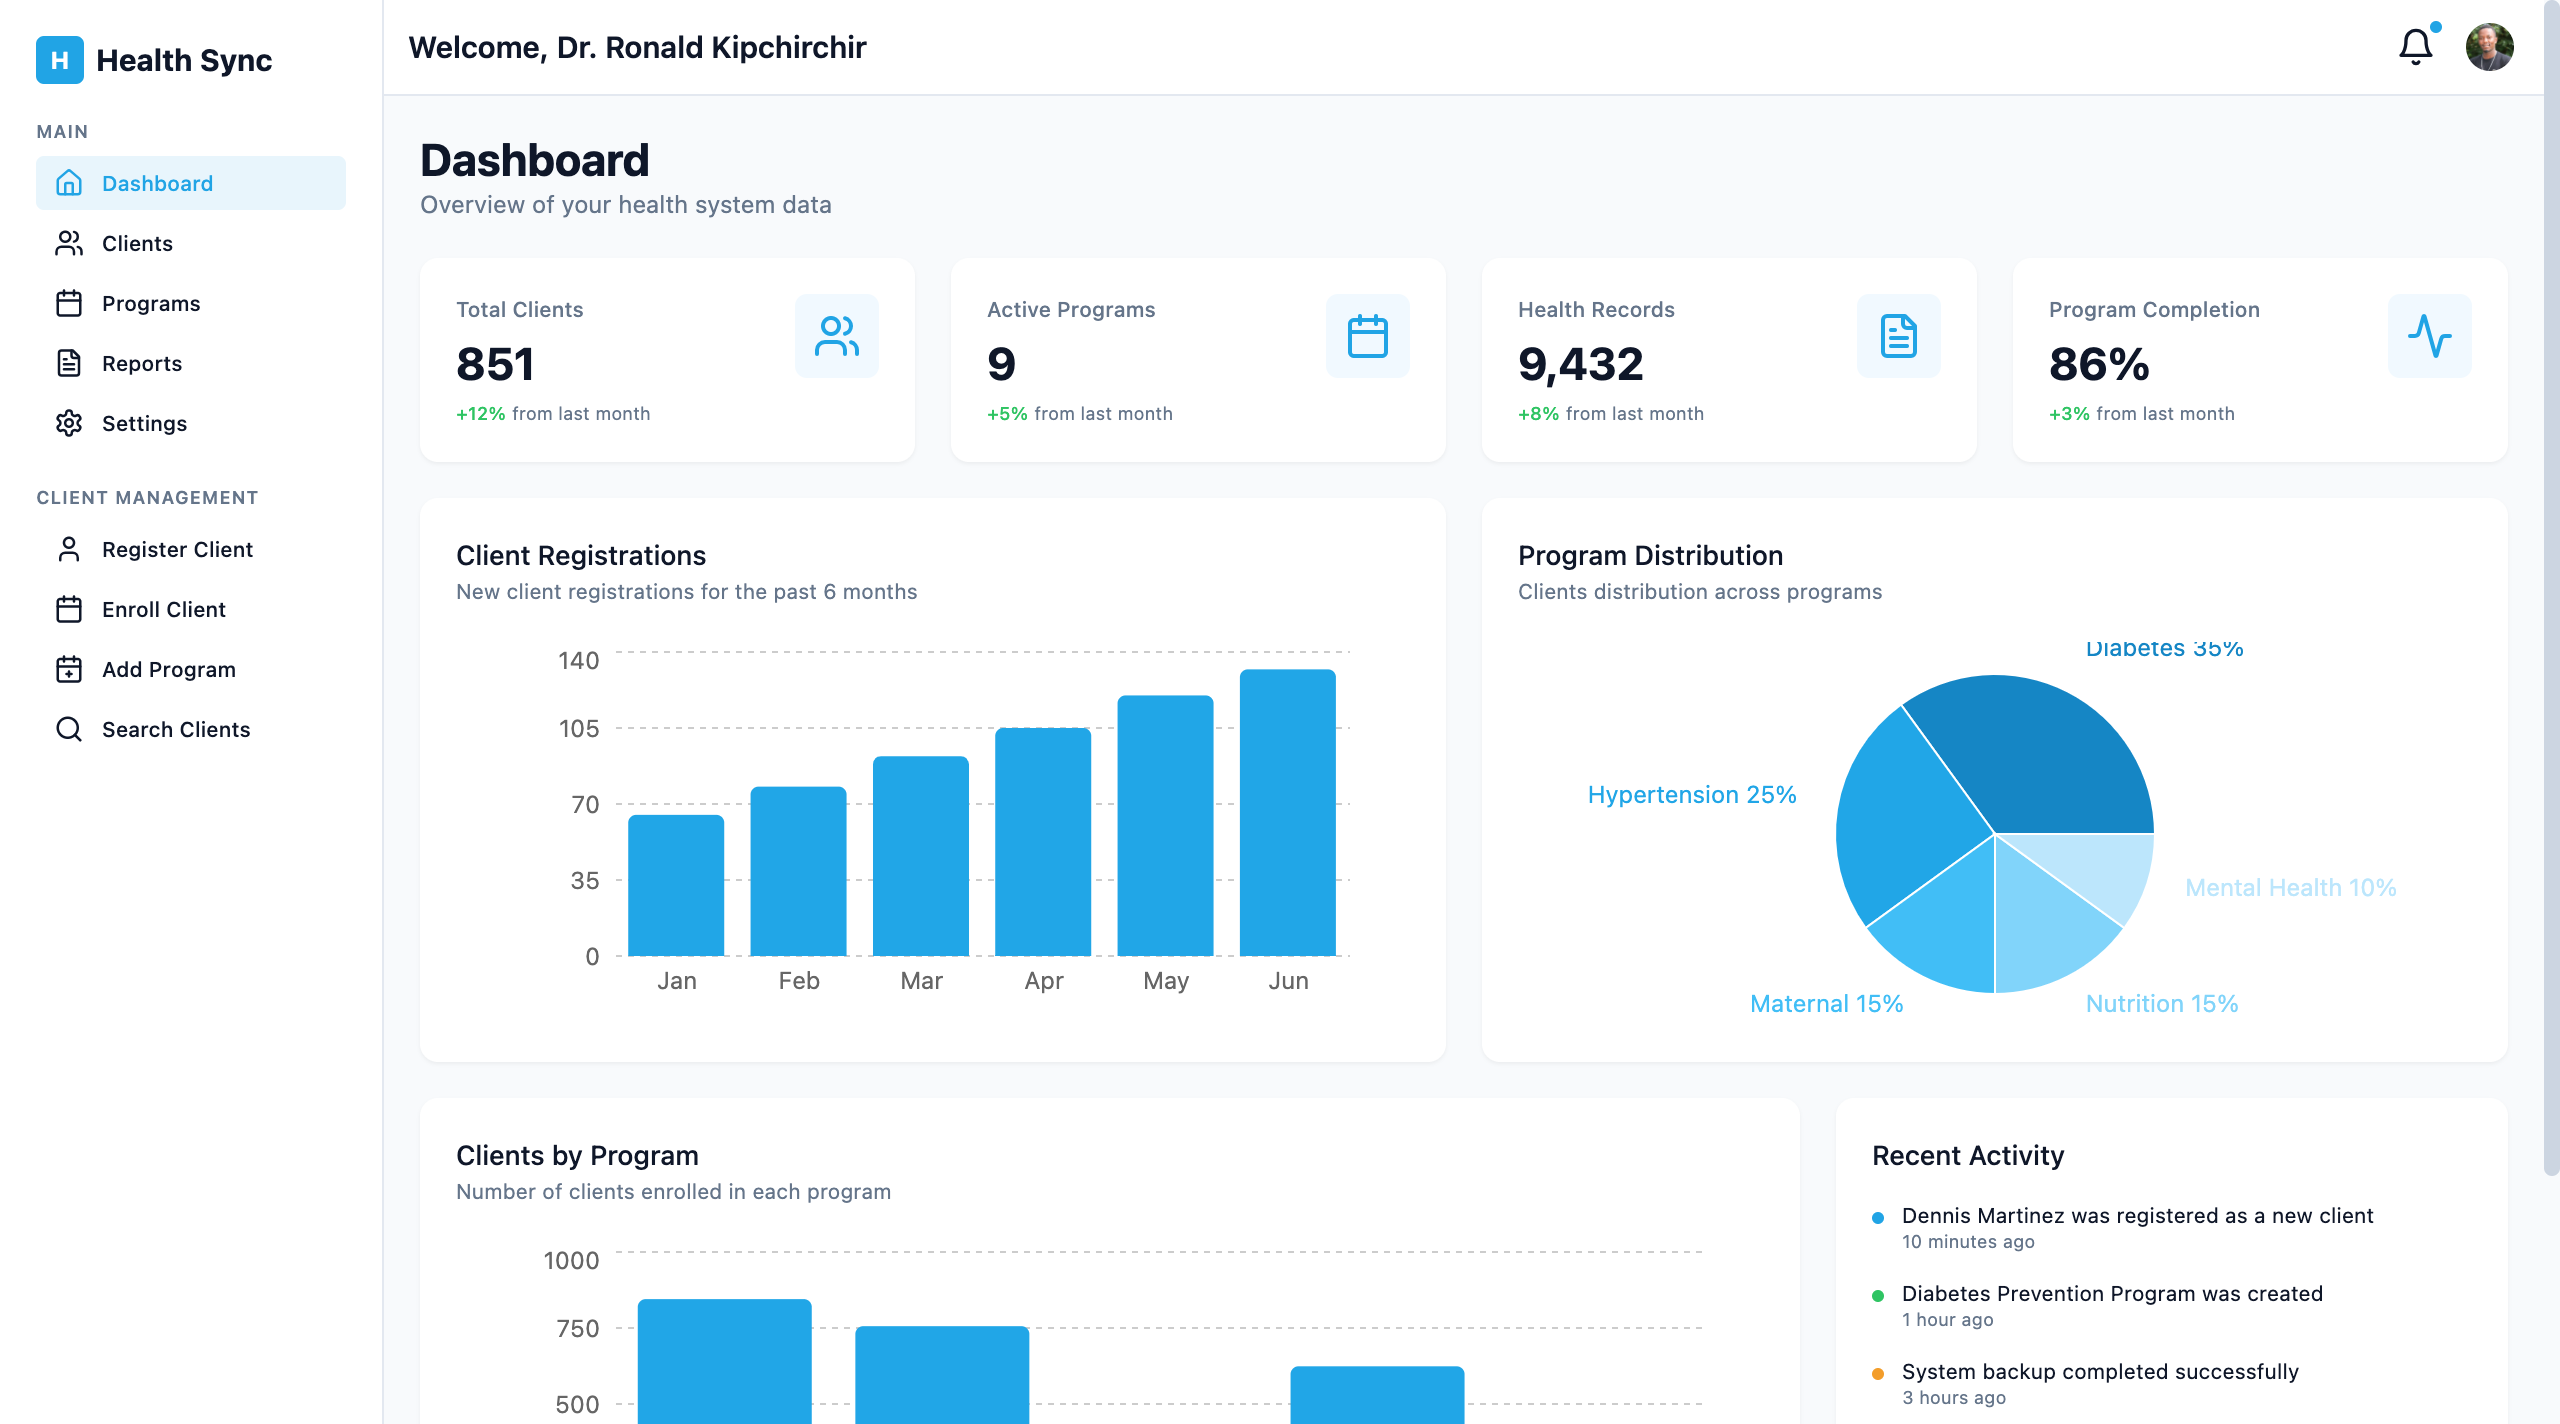 H Health Sync
MAIN
Dashboard
Clients
Programs
Reports
Settings
CLIENT MANAGEMENT
Register Client
Enroll Client
Add Program
Search Clients
Welcome, Dr. Ronald Kipchirchir
Dashboard
Overview of your health system data
Total Clients
851
+12% from last month
Active Programs
9
+5% from last month
Health Records
9,432
+8% from last month
Program Completion
86%
+3% from last month
Client Registrations
New client registrations for the past 6 months
140
105
70
35
0
Jan Feb Mar Apr May Jun
Program Distribution
Clients distribution across programs
Diabetes 35%
Hypertension 25%
Mental Health 10%
Maternal 15%
Nutrition 15%
Clients by Program
Number of clients enrolled in each program
1000
750
500
Recent Activity
Dennis Martinez was registered as a new client
10 minutes ago
Diabetes Prevention Program was created
1 hour ago
System backup completed successfully
3 hours ago